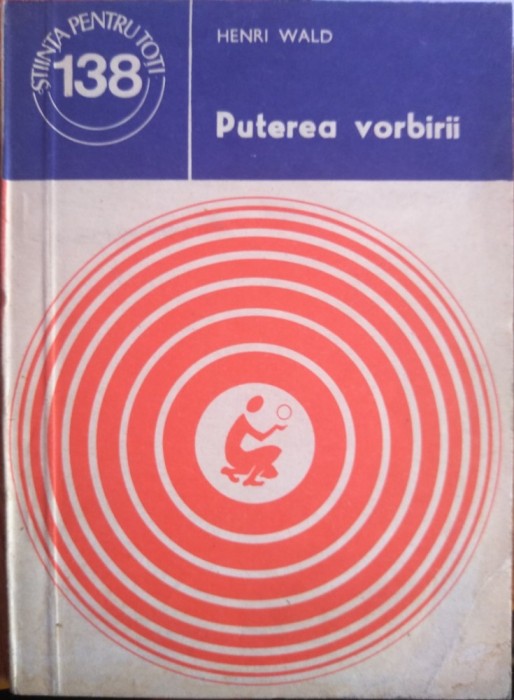 ȘTIINȚA PENTRU TOȚI
138
HENRI WALD
Puterea vorbirii